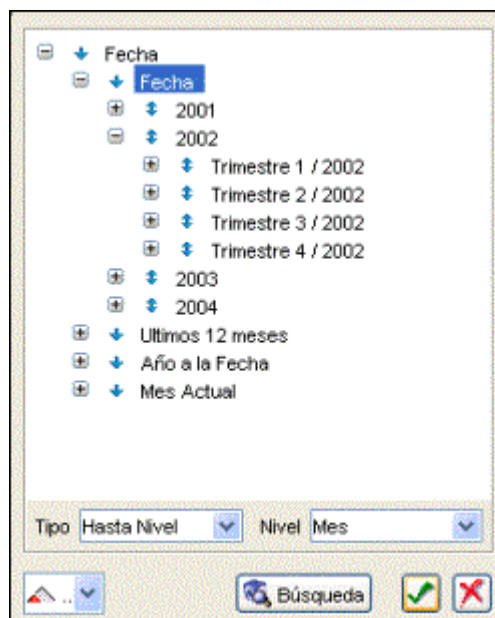 Fecha
Fecha
2001
2002
Trimestre 1 / 2002
Trimestre 2 / 2002
Trimestre 3 / 2002
Trimestre 4 / 2002
2003
2004
Ultimos 12 meses
Año a la Fecha
Mes Actual
Tipo Hasta Nivel Nivel Mes
.. Búsqueda